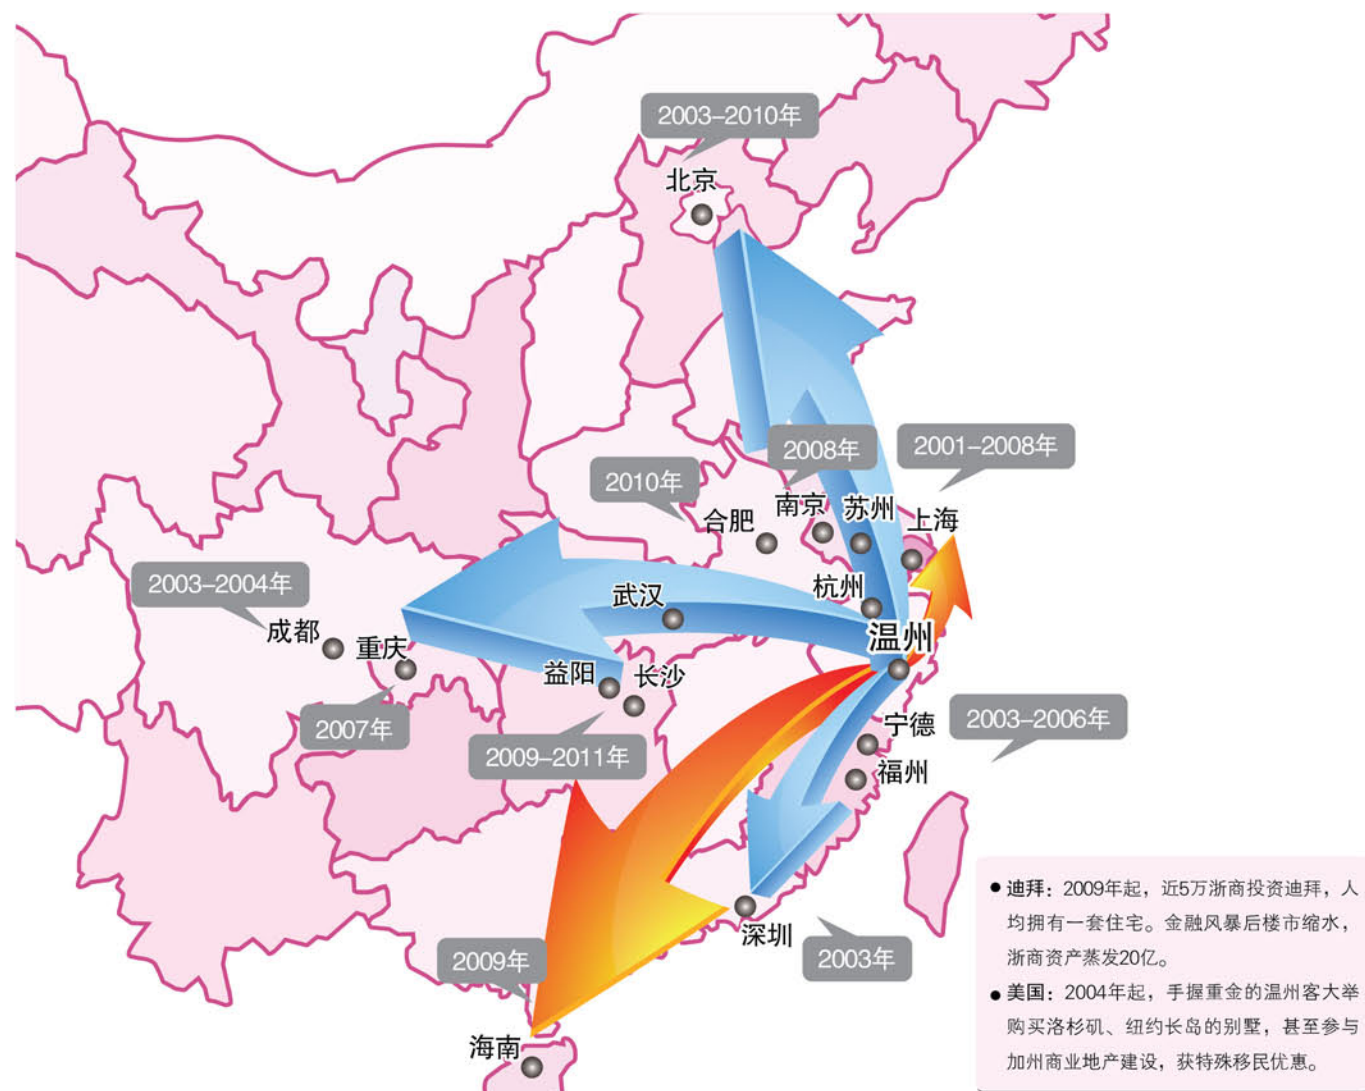 2003–2010年
北京
2008年
2001–2008年
2010年
南京
苏州
合肥
上海
2003–2004年
武汉
杭州
成都
温州
重庆
益阳
长沙
2007年
2009–2011年
宁德
2003–2006年
福州
深圳
2003年
2009年
海南
● 迪拜：2009年起，近5万浙商投资迪拜，人
均拥有一套住宅。金融风暴后楼市缩水，
浙商资产蒸发20亿。
● 美国：2004年起，手握重金的温州客大举
购买洛杉矶、纽约长岛的别墅，甚至参与
加州商业地产建设，获特殊移民优惠。